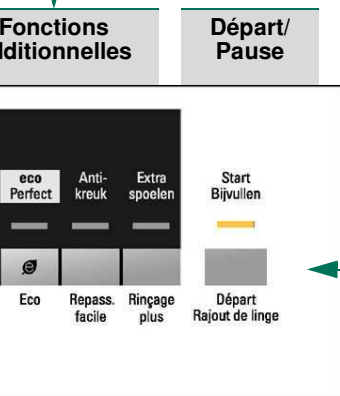 Fonctions
dditionnelles
Départ/
Pause
eco
Perfect
Anti-
kreuk
Extra
spoelen
Start
Bijvullen
Eco
Repass.
facile
Rinçage
plus
Départ
Rajout de linge